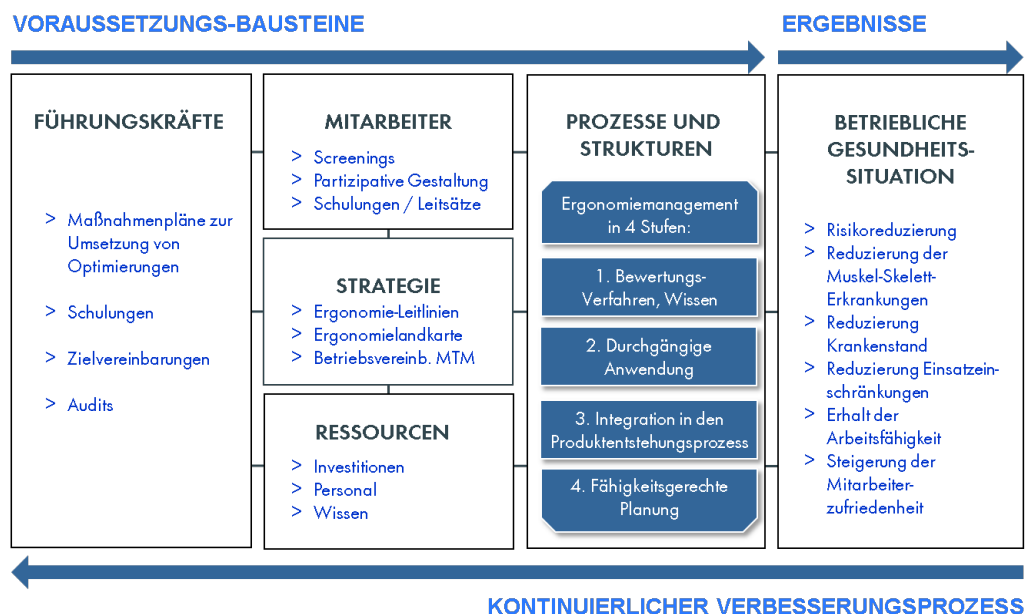 VORAUSSETZUNGS-BAUSTEINE
ERGEBNISSE
FÜHRUNGSKRÄFTE
> Maßnahmenpläne zur
Umsetzung von
Optimierungen
> Schulungen
> Zielvereinbarungen
> Audits
MITARBEITER
> Screenings
> Partizipative Gestaltung
> Schulungen / Leitsätze
STRATEGIE
> Ergonomie-Leitlinien
> Ergonomielandkarte
> Betriebsvereinb. MTM
RESSOURCEN
> Investitionen
> Personal
> Wissen
PROZESSE UND
STRUKTUREN
Ergonomiemanagement
in 4 Stufen:
1. Bewertungs-
Verfahren, Wissen
2. Durchgängige
Anwendung
3. Integration in den
Produktentstehungsprozess
4. Fähigkeitsgerechte
Planung
BETRIEBLICHE
GESUNDHEITS-
SITUATION
> Risikoreduzierung
> Reduzierung der
Muskel-Skelett-
Erkrankungen
> Reduzierung
Krankenstand
> Reduzierung Einsatzein-
schränkungen
> Erhalt der
Arbeitsfähigkeit
> Steigerung der
Mitarbeiter-
zufriedenheit
KONTINUIERLICHER VERBESSERUNGSPROZESS